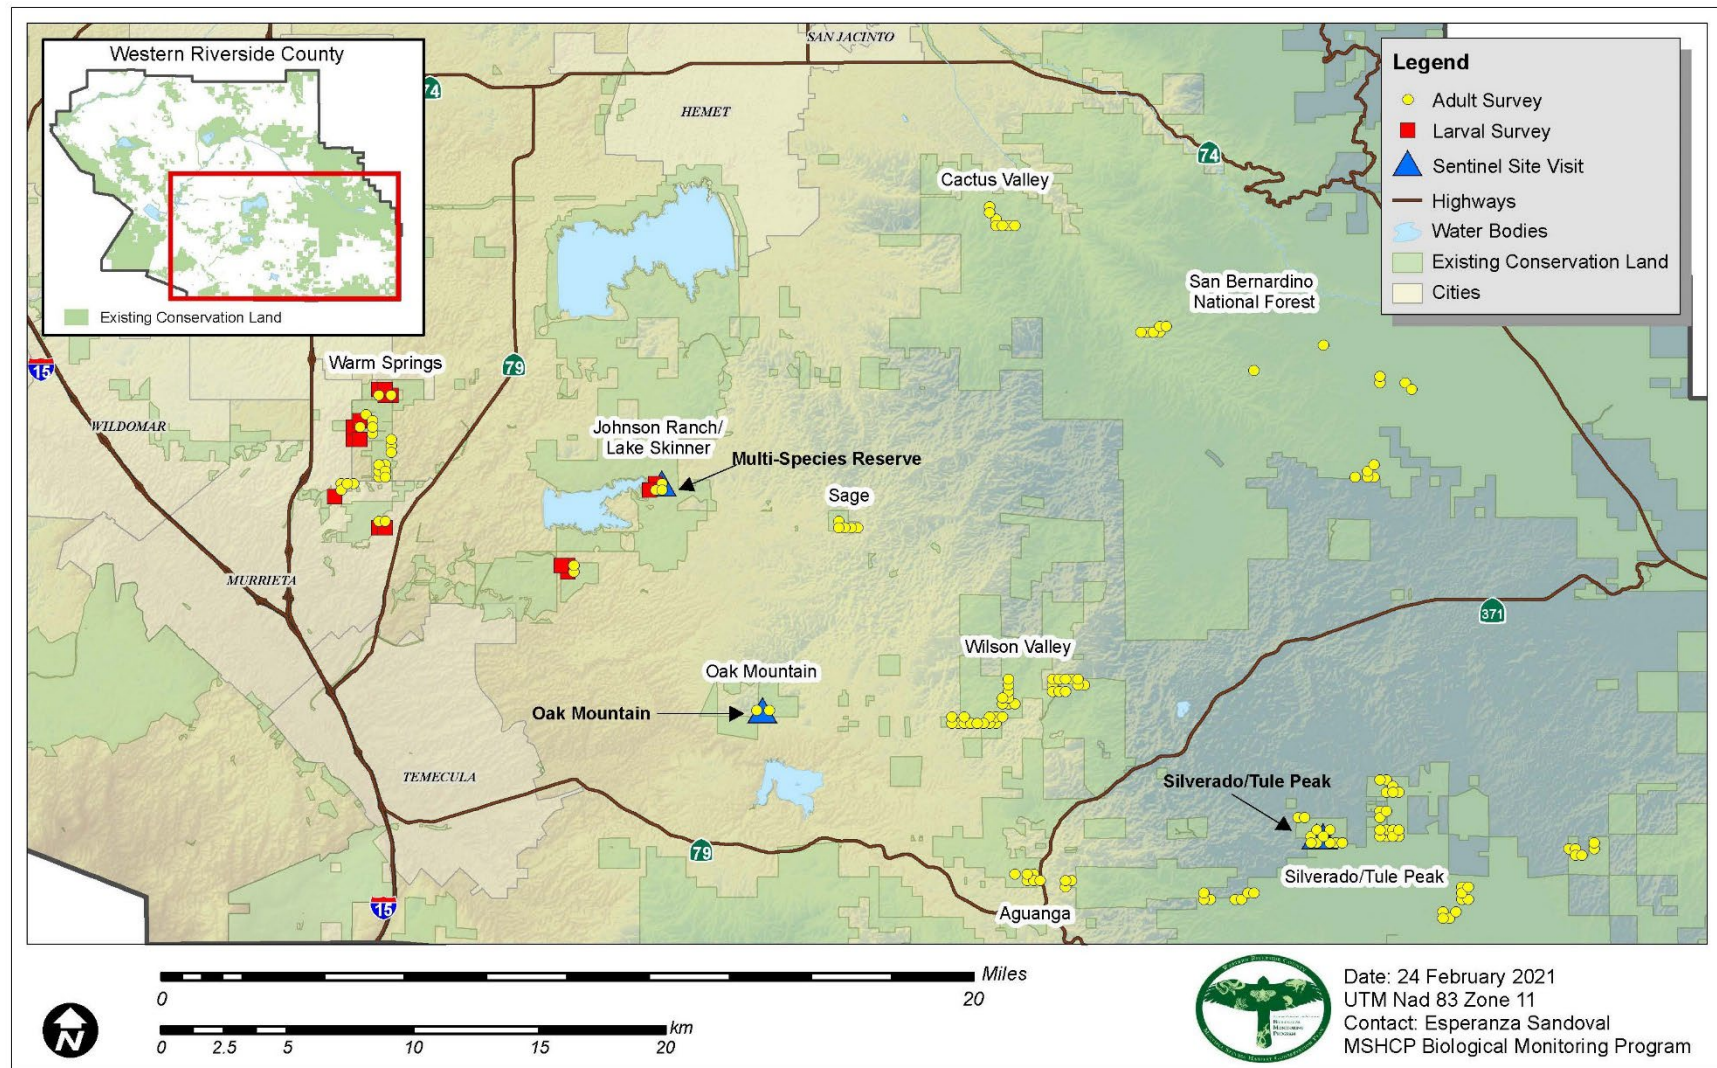 Western Riverside County
Existing Conservation Land
SAN JACINTO
74
HEMET
Legend
Adult Survey
Larval Survey
Sentinel Site Visit
Highways
Water Bodies
Existing Conservation Land
Cities
74
Cactus Valley
San Bernardino
National Forest
15
Warm Springs
79
WILDOMAR
Johnson Ranch/
Lake Skinner
Multi-Species Reserve
Sage
MURRIETA
371
Wilson Valley
Oak Mountain
Oak Mountain
TEMECULA
Silverado/Tule Peak
79
Silverado/Tule Peak
15
Aguanga
Miles
0
20
km
0
2.5
5
10
15
20
N
Date: 24 February 2021
UTM Nad 83 Zone 11
Contact: Esperanza Sandoval
MSHCP Biological Monitoring Program